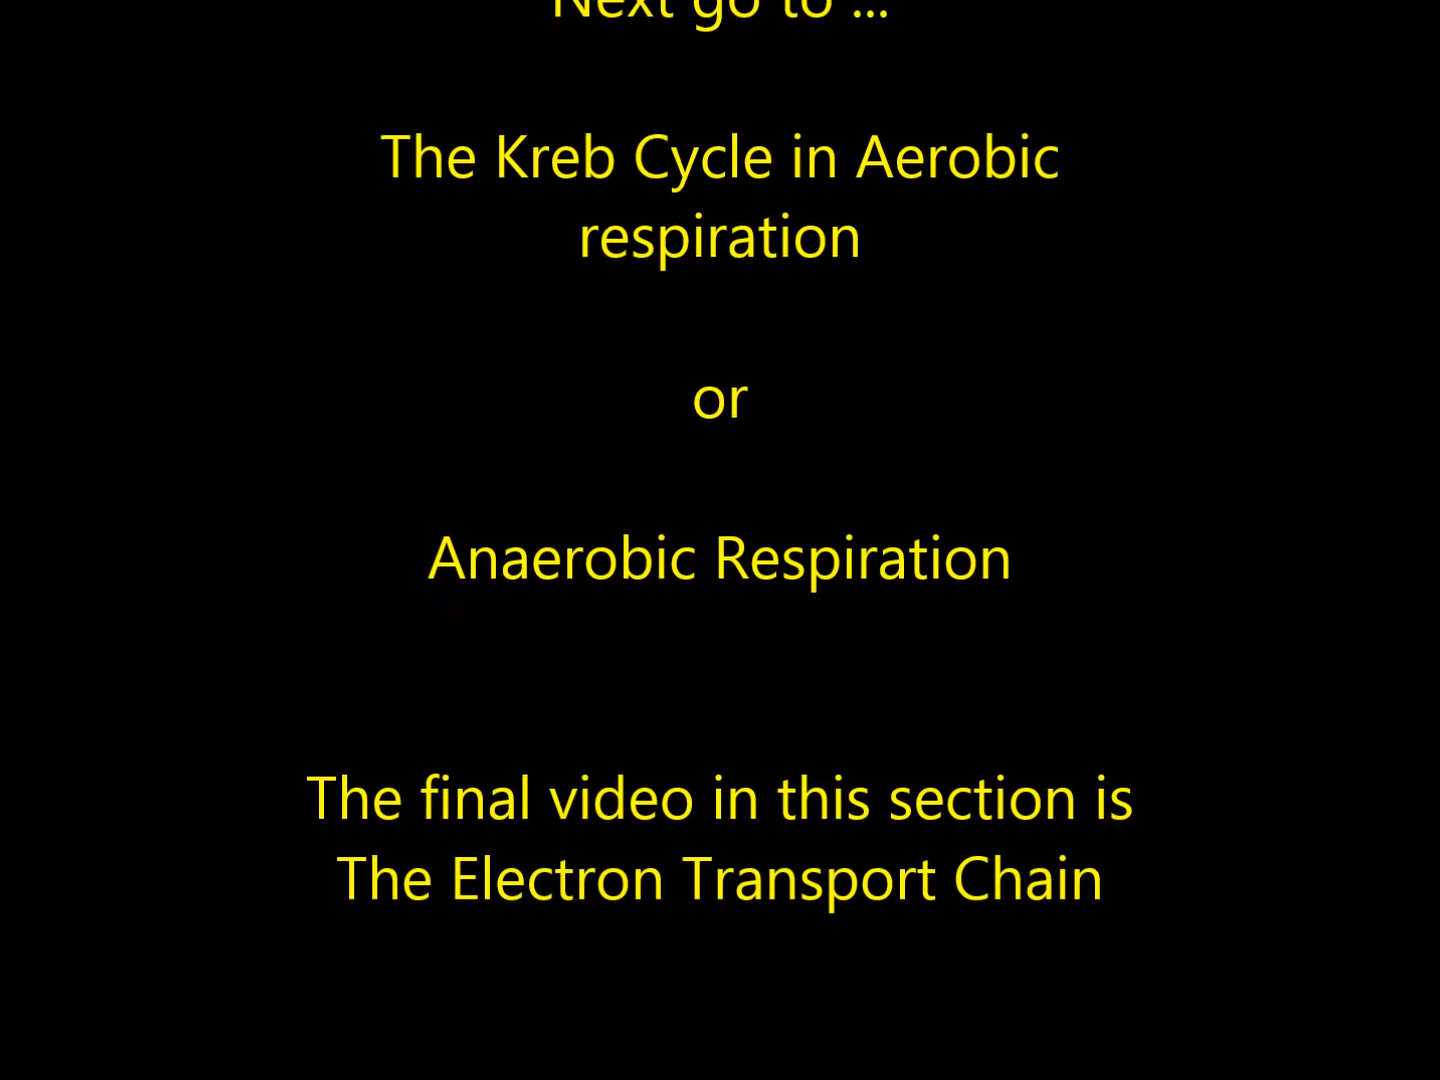 Next go to ...
The Kreb Cycle in Aerobic
respiration
or
Anaerobic Respiration
The final video in this section is
The Electron Transport Chain